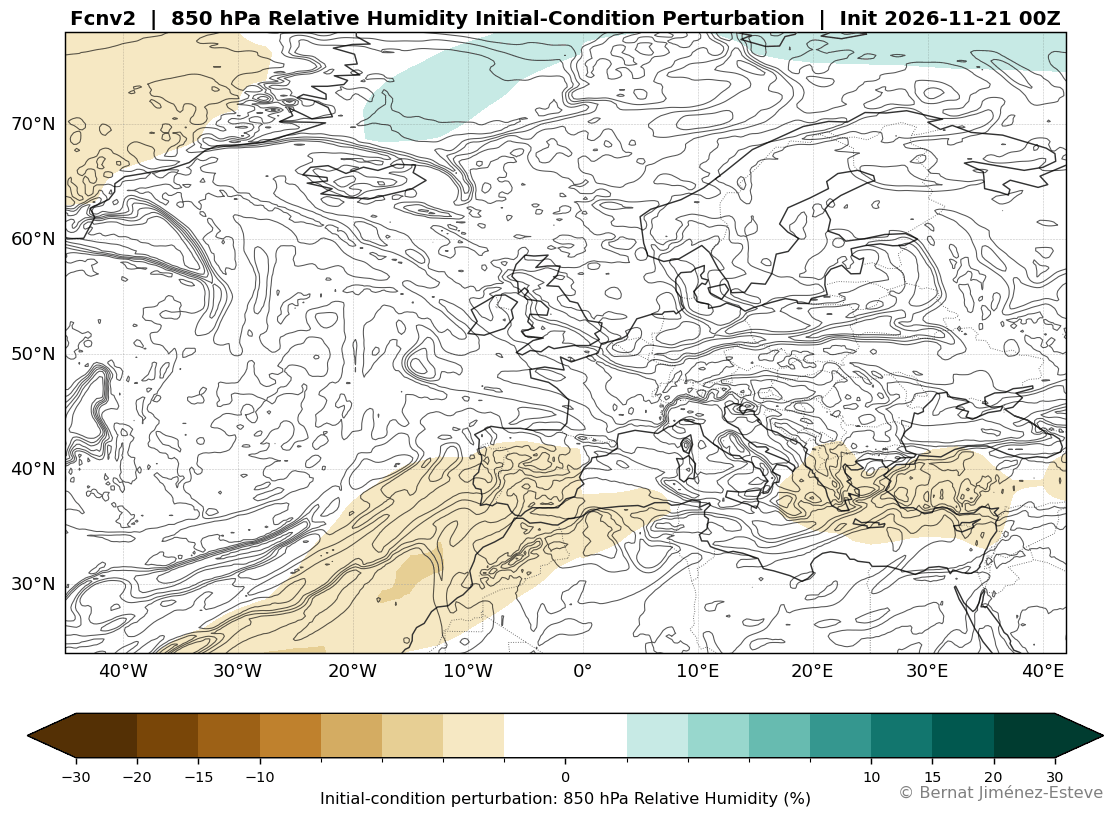 Fcnv2 | 850 hPa Relative Humidity Initial-Condition Perturbation | Init 2026-11-21 00Z
70°N
60°N
50°N
40°N
30°N
40°W 30°W 20°W 10°W 0° 10°E 20°E 30°E 40°E
−30 −20 −15 −10 0 10 15 20 30
Initial-condition perturbation: 850 hPa Relative Humidity (%)
© Bernat Jiménez-Esteve